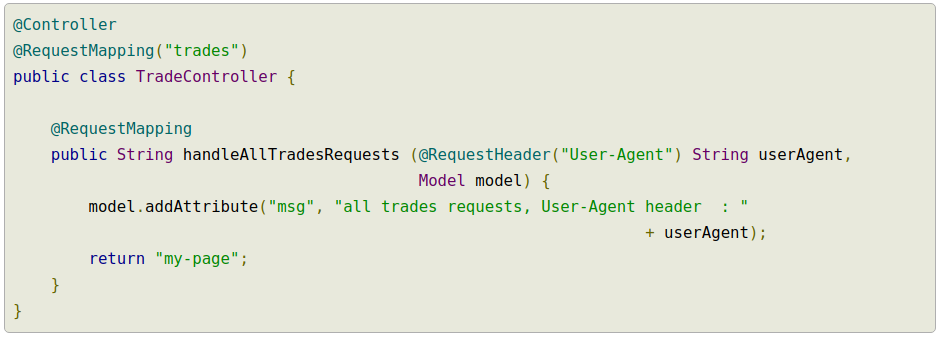 @Controller
@RequestMapping("trades")
public class TradeController {
@RequestMapping
public String handleAllTradesRequests (@RequestHeader("User-Agent") String userAgent,
Model model) {
model.addAttribute("msg", "all trades requests, User-Agent header  : "
+ userAgent);
return "my-page";
}
}